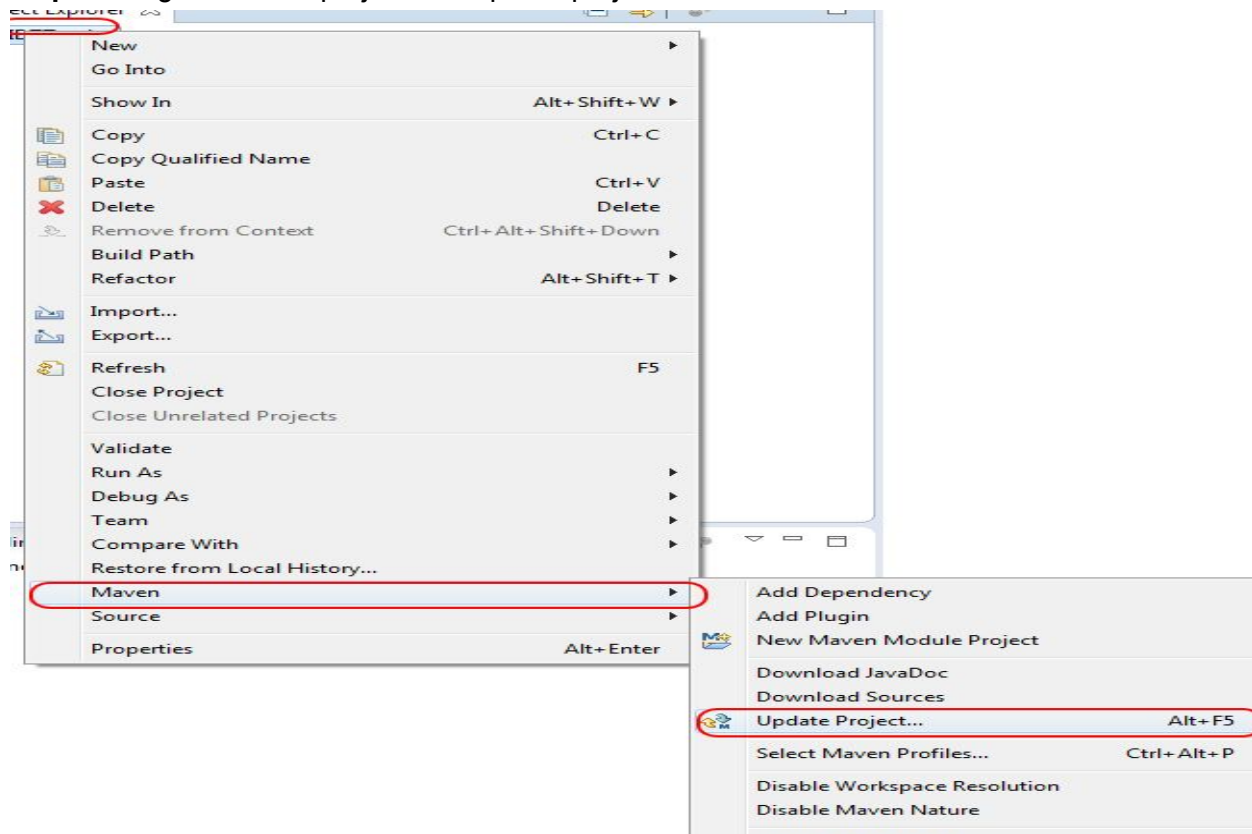 New
Go Into
Show In Alt+Shift+W
Copy Ctrl+C
Copy Qualified Name
Paste Ctrl+V
Delete Delete
Remove from Context Ctrl+Alt+Shift+Down
Build Path
Refactor Alt+Shift+T
Import...
Export...
Refresh F5
Close Project
Close Unrelated Projects
Validate
Run As
Debug As
Team
Compare With
Restore from Local History...
Maven
Source
Properties Alt+Enter
Add Dependency
Add Plugin
New Maven Module Project
Download JavaDoc
Download Sources
Update Project... Alt+F5
Select Maven Profiles... Ctrl+Alt+P
Disable Workspace Resolution
Disable Maven Nature